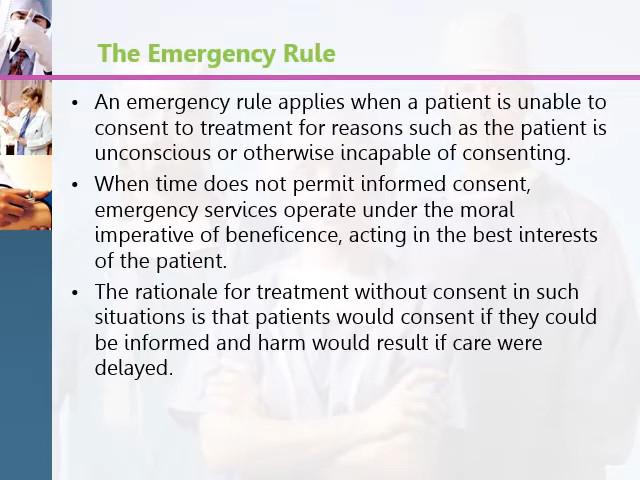 The Emergency Rule
• An emergency rule applies when a patient is unable to
consent to treatment for reasons such as the patient is
unconscious or otherwise incapable of consenting.
• When time does not permit informed consent,
emergency services operate under the moral
imperative of beneficence, acting in the best interests
of the patient.
• The rationale for treatment without consent in such
situations is that patients would consent if they could
be informed and harm would result if care were
delayed.